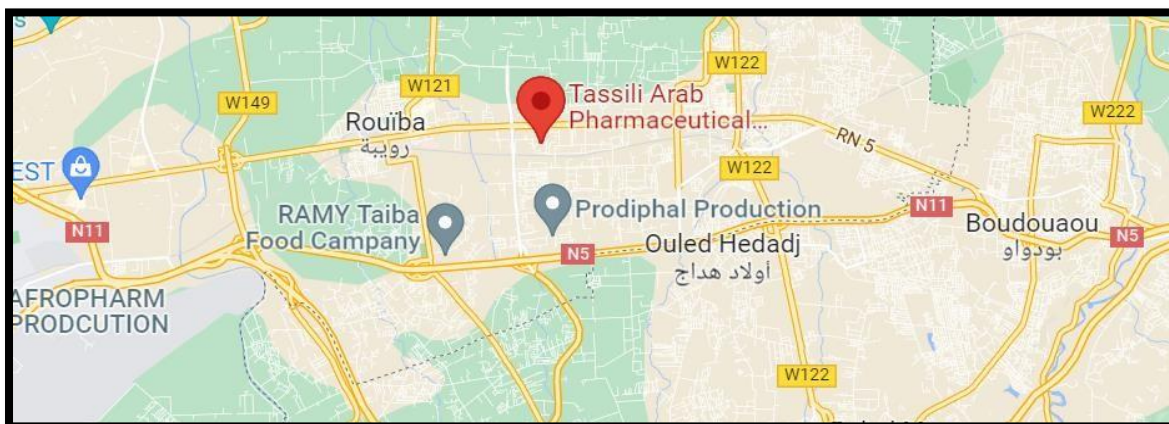 W122
W121
W149
Tassili Arab
Pharmaceutical...
W222
Rouïba
رويبة
RN 5
W122
EST
Prodiphal Production
N11
RAMY Taiba
Food Campany
N11
Boudouaou
بودواو
N5
N5
Ouled Hedadj
أولاد هداج
AFROPHARM
PRODCUTION
W122